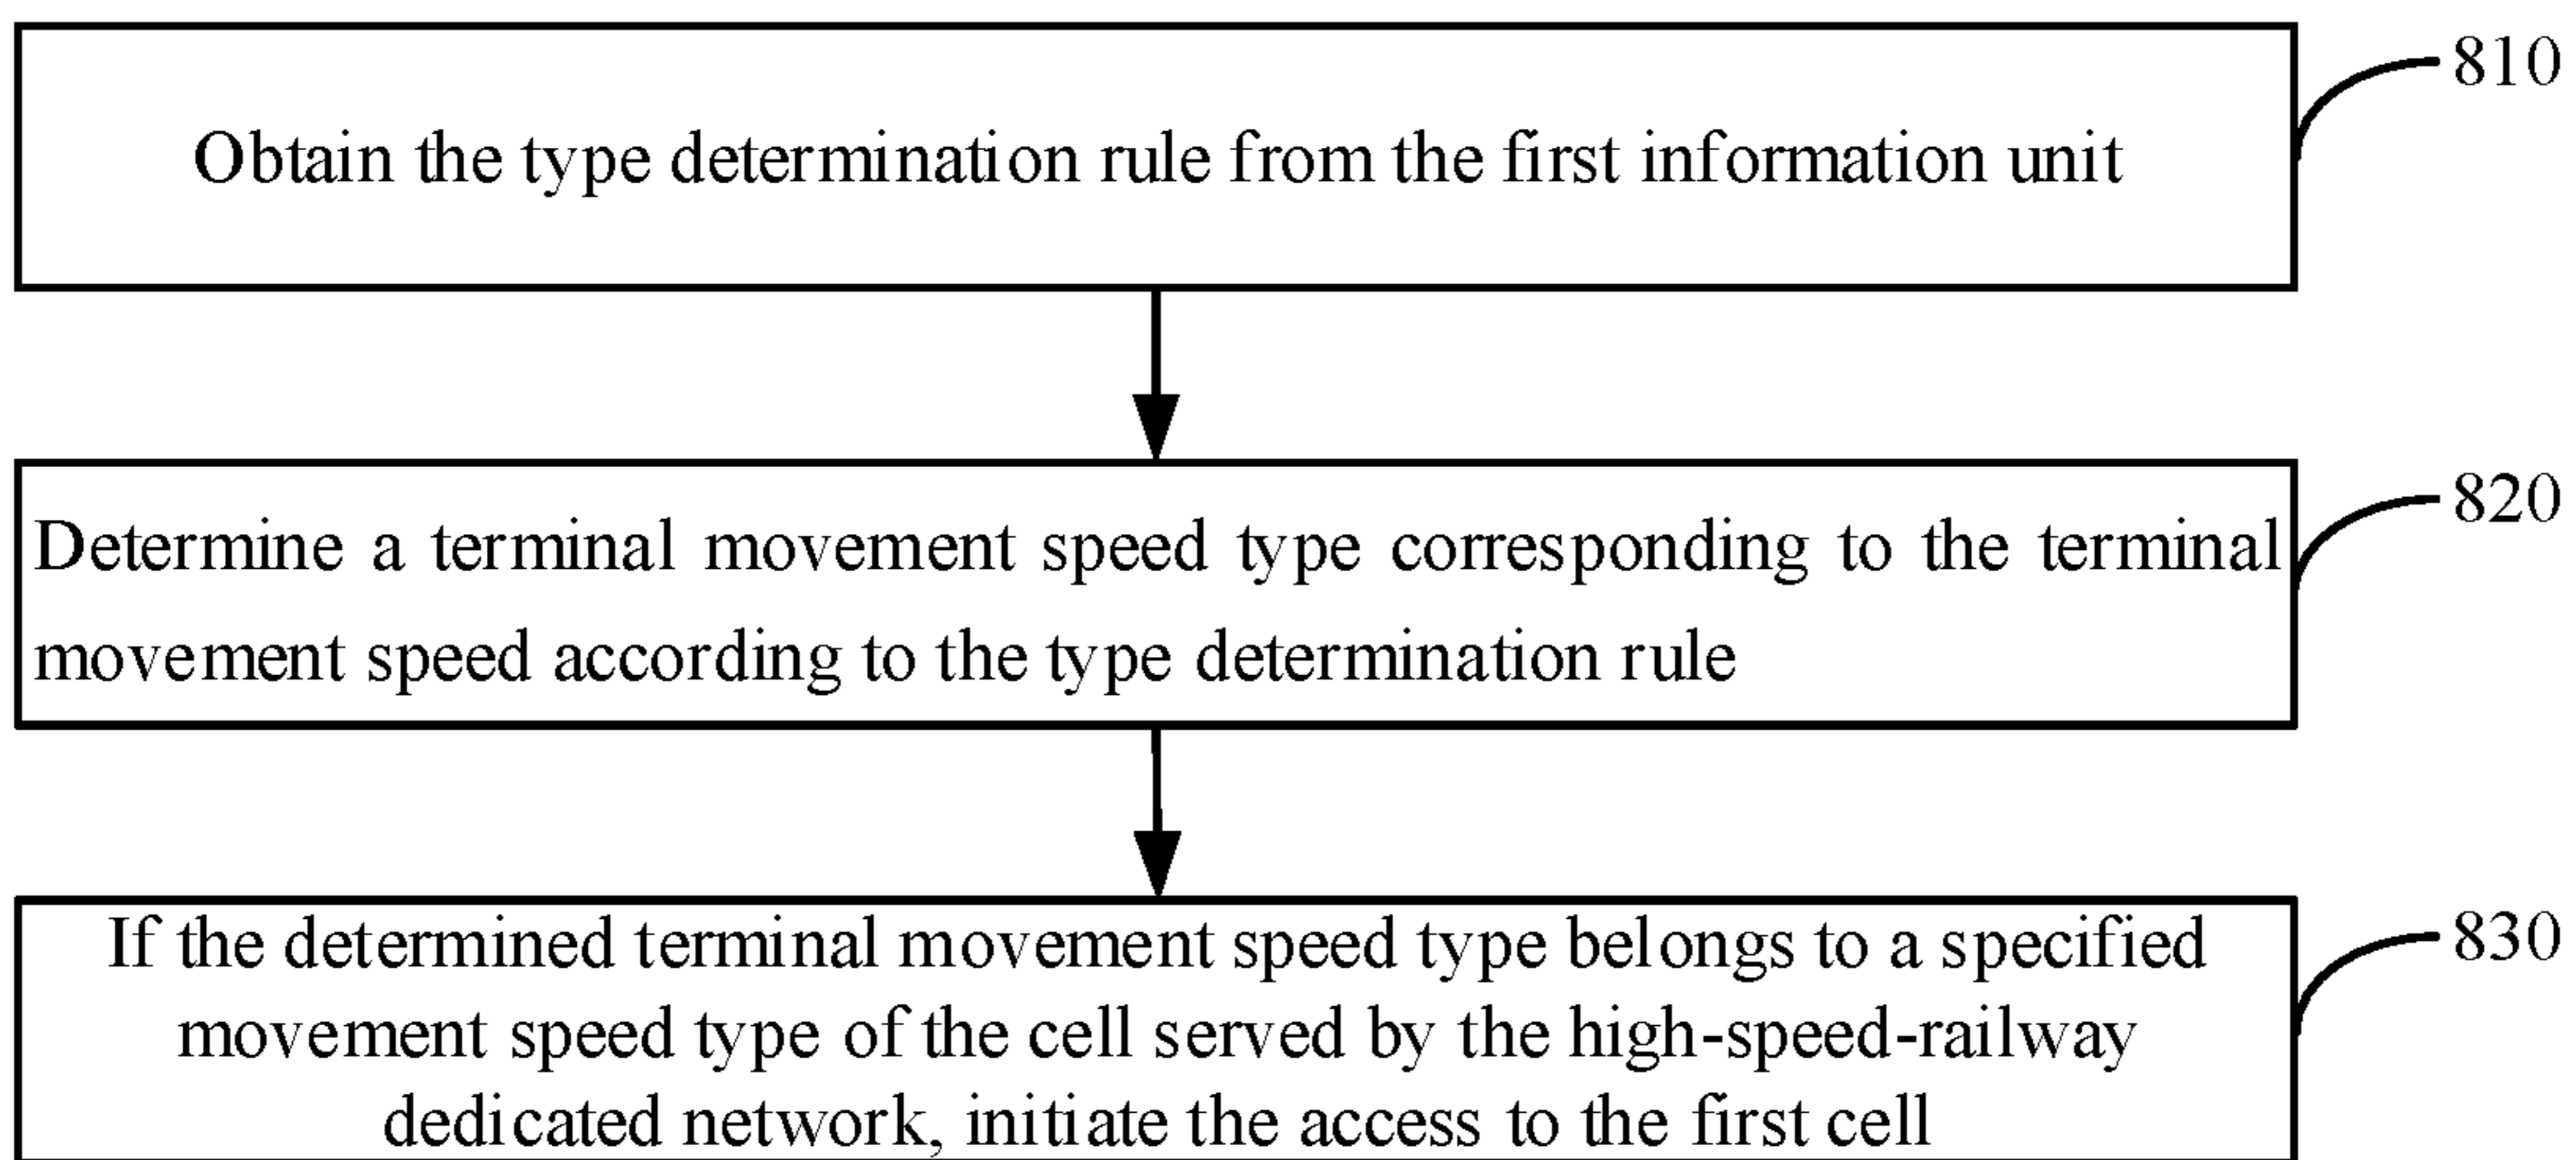 810
Obtain the type determination rule from the first information unit
820
Determine a terminal movement speed type corresponding to the terminal
movement speed according to the type determination rule
830
If the determined terminal movement speed type belongs to a specified
movement speed type of the cell served by the high-speed-railway
dedicated network, initiate the access to the first cell